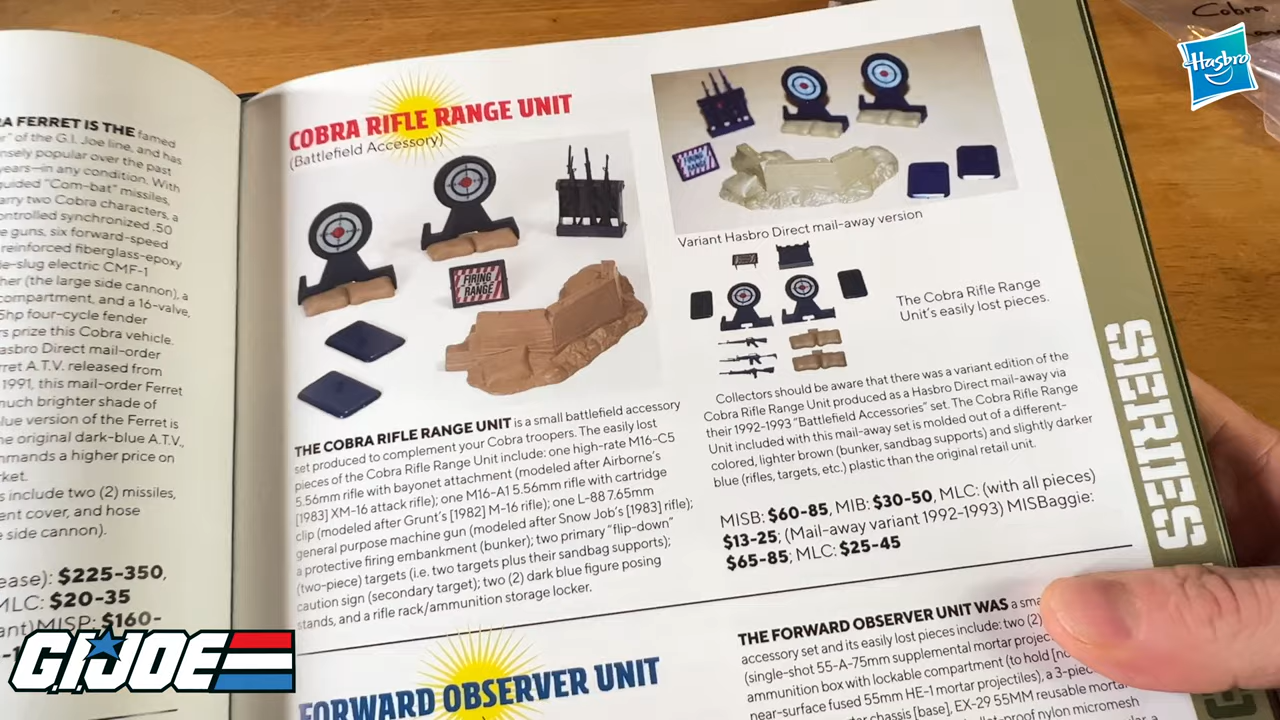 Cobra
Hasbro
A FERRET IS THE famed
of the G.I. Joe line, and has
nsely popular over the past
years—in any condition. With
guided "Com-bat" missiles,
arry two Cobra characters, a
ontrolled synchronized .50
e guns, six forward-speed
reinforced fiberglass-epoxy
le-slug electric CMF-1
her (the large side cannon), a
compartment, and a 16-valve,
5hp four-cycle fender
rs prize this Cobra vehicle.
asbro Direct mail-order
rret A.T.V. released from
1991, this mail-order Ferret
much brighter shade of
lue version of the Ferret is
he original dark-blue A.T.V.,
mmands a higher price on
rket.
s include two (2) missiles,
ent cover, and hose
e side cannon).
ease): $225-350,
MLC: $20-35
ant) MISP: $160-
G.I. JOE
COBRA RIFLE RANGE UNIT
(Battlefield Accessory)
FIRING
RANGE
THE COBRA RIFLE RANGE UNIT is a small battlefield accessory
set produced to complement your Cobra troopers. The easily lost
pieces of the Cobra Rifle Range Unit include: one high-rate M16-C5
5.56mm rifle with bayonet attachment (modeled after Airborne's
[1983] XM-16 attack rifle); one M16-A1 5.56mm rifle with cartridge
clip (modeled after Grunt's [1982] M-16 rifle); one L-88 7.65mm
general purpose machine gun (modeled after Snow Job's [1983] rifle);
a protective firing embankment (bunker); two primary "flip-down"
(two-piece) targets (i.e. two targets plus their sandbag supports);
caution sign (secondary target); two (2) dark blue figure posing
stands, and a rifle rack/ammunition storage locker.
Variant Hasbro Direct mail-away version
The Cobra Rifle Range
Unit's easily lost pieces.
Collectors should be aware that there was a variant edition of the
Cobra Rifle Range Unit produced as a Hasbro Direct mail-away via
their 1992-1993 "Battlefield Accessories" set. The Cobra Rifle Range
Unit included with this mail-away set is molded out of a different-
colored, lighter brown (bunker, sandbag supports) and slightly darker
blue (rifles, targets, etc.) plastic than the original retail unit.
MISB: $60-85, MIB: $30-50, MLC: (with all pieces)
$13-25; (Mail-away variant 1992-1993) MISBaggie:
$65-85; MLC: $25-45
FORWARD OBSERVER UNIT
THE FORWARD OBSERVER UNIT WAS a sma
accessory set and its easily lost pieces include: two (2)
(single-shot 55-A-75mm supplemental mortar projec
ammunition box with lockable compartment (to hold [no
near-surface fused 55mm HE-1 mortar projectiles), a 3-piec
chassis [base], EX-29 55MM reusable mortar
et-proof nylon micromesh
SERIES